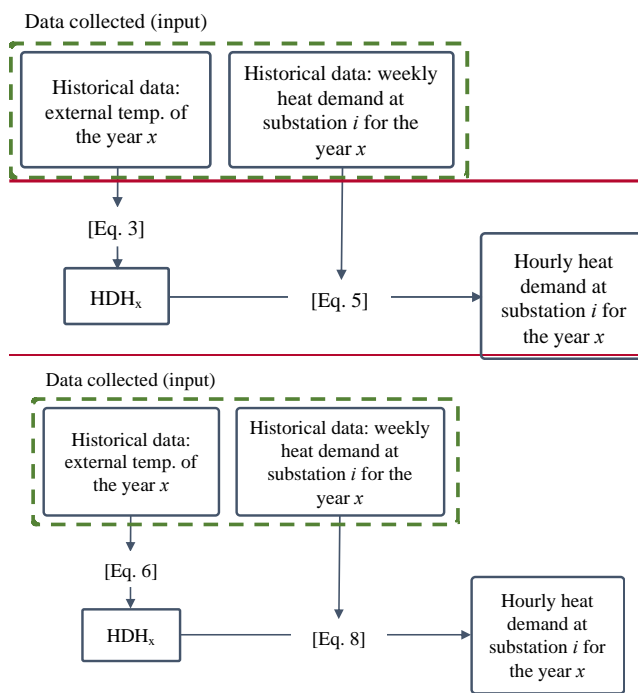 Data collected (input)
Historical data:
external temp. of
the year x
Historical data: weekly
heat demand at
substation i for the
year x
[Eq. 3]
HDHₓ
[Eq. 5]
Hourly heat
demand at
substation i for
the year x
Data collected (input)
Historical data:
external temp. of
the year x
Historical data: weekly
heat demand at
substation i for the
year x
[Eq. 6]
HDHₓ
[Eq. 8]
Hourly heat
demand at
substation i for
the year x